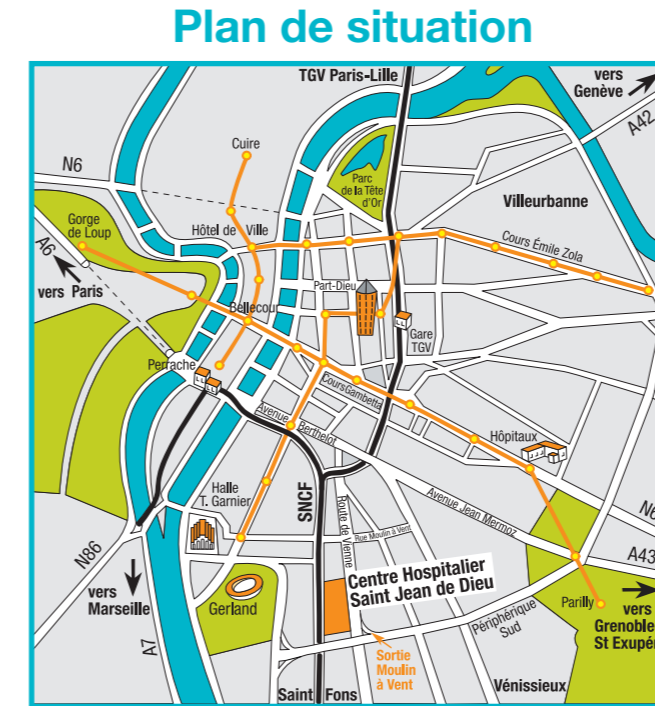 Plan de situation
TGV Paris-Lille
vers
Genève
A42
Cuire
N6
Parc
de la Tête
d'Or
Villeurbanne
Gorge
de Loup
Hôtel de Ville
Cours Émile Zola
A6
vers Paris
Part-Dieu
Bellecour
Gare
TGV
Perrache
Cours Gambetta
Avenue Berthelot
Hôpitaux
Halle
T. Garnier
SNCF
Route de Vienne
Avenue Jean Mermoz
Rue Moulin à Vent
N6
A43
N86
Centre Hospitalier
Saint Jean de Dieu
vers
Marseille
Gerland
Parilly
vers
Grenoble
St Exupér
A7
Périphérique
Sud
Sortie
Moulin
à Vent
Saint Fons
Vénissieux